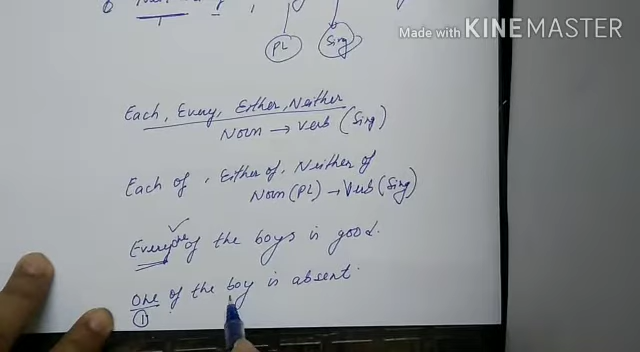 Made with KINEMASTER
PL
Sing
Each, Every, Either, Neither
Noun → Verb (Sing)
Each of, Either of, Neither of
Noun (PL) → Verb (Sing)
Everyone of the boys is good.
One of the boy is absent.
1